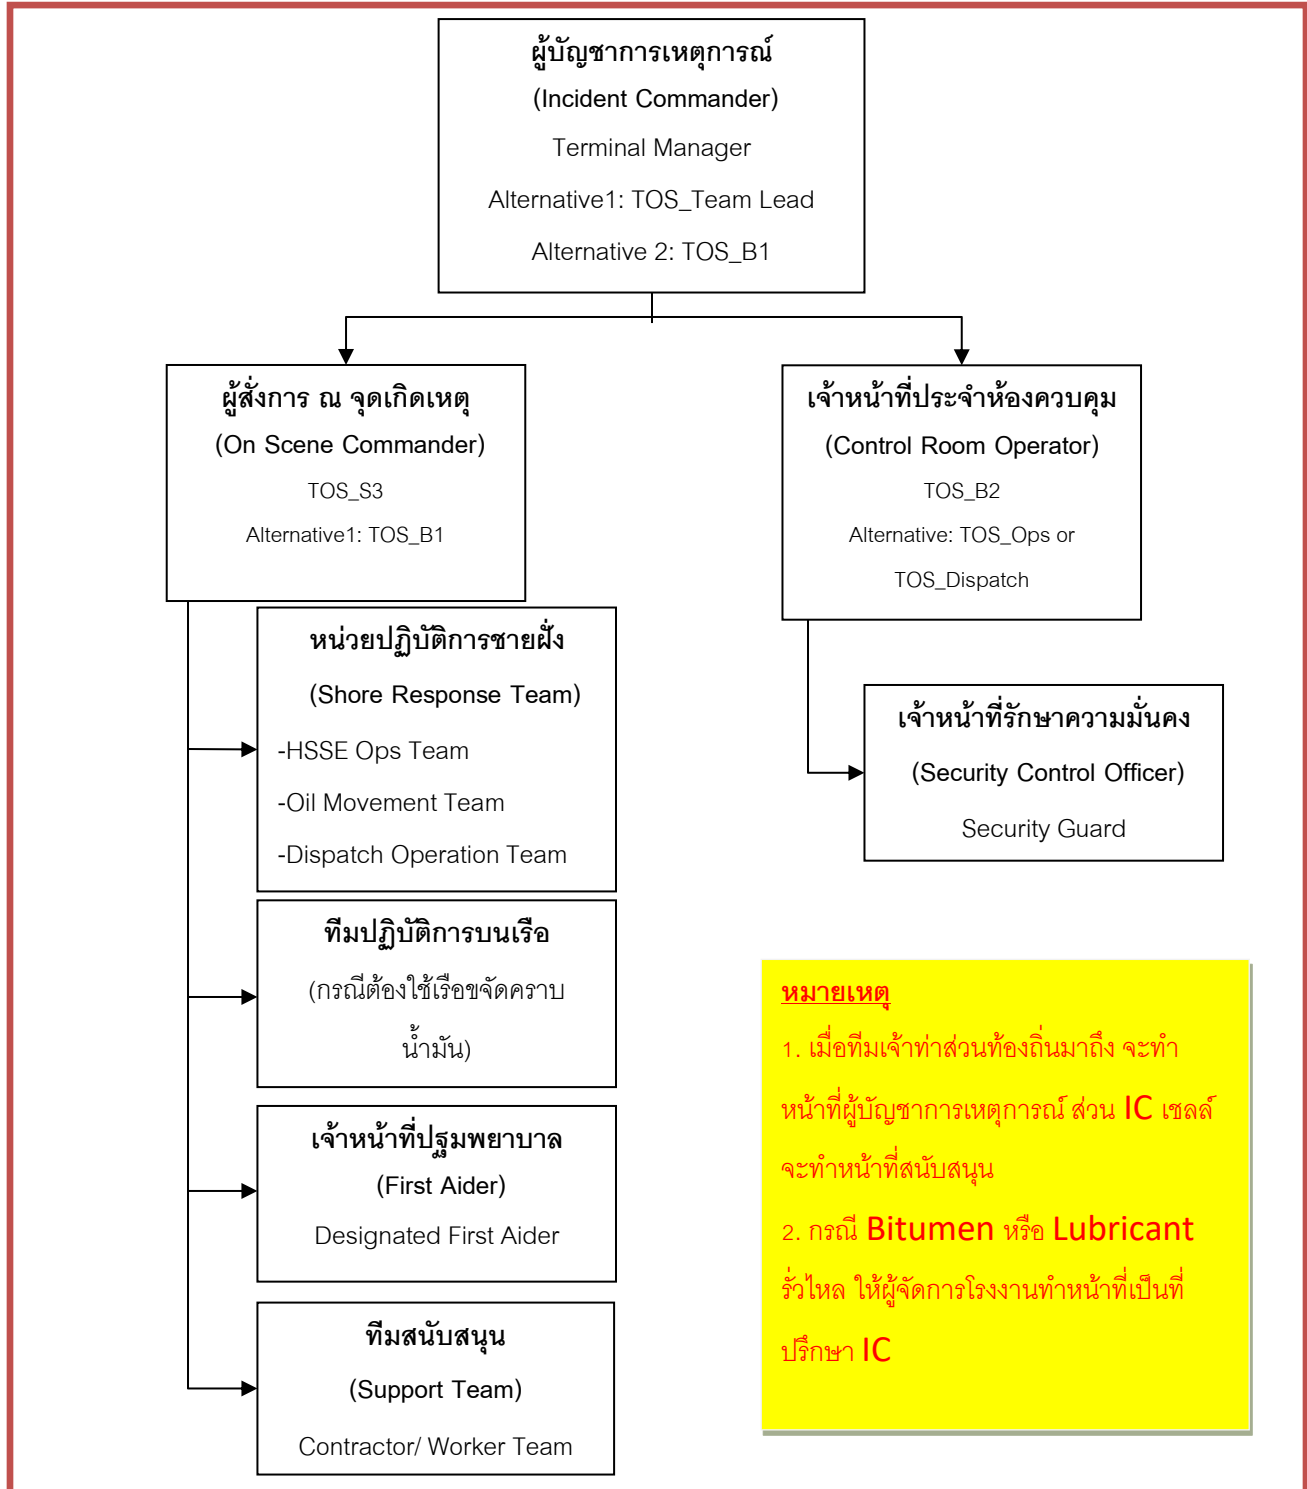 ผู้บัญชาการเหตุการณ์
(Incident Commander)
Terminal Manager
Alternative1: TOS_Team Lead
Alternative 2: TOS_B1
ผู้สั่งการ ณ จุดเกิดเหตุ
(On Scene Commander)
TOS_S3
Alternative1: TOS_B1
เจ้าหน้าที่ประจำห้องควบคุม
(Control Room Operator)
TOS_B2
Alternative: TOS_Ops or
TOS_Dispatch
หน่วยปฏิบัติการชายฝั่ง
(Shore Response Team)
-HSSE Ops Team
-Oil Movement Team
-Dispatch Operation Team
เจ้าหน้าที่รักษาความมั่นคง
(Security Control Officer)
Security Guard
ทีมปฏิบัติการบนเรือ
(กรณีต้องใช้เรือขจัดคราบ
น้ำมัน)
เจ้าหน้าที่ปฐมพยาบาล
(First Aider)
Designated First Aider
ทีมสนับสนุน
(Support Team)
Contractor/ Worker Team
หมายเหตุ
1. เมื่อทีมเจ้าท่าส่วนท้องถิ่นมาถึง จะทำ
หน้าที่ผู้บัญชาการเหตุการณ์ ส่วน IC เชลล์
จะทำหน้าที่สนับสนุน
2. กรณี Bitumen หรือ Lubricant
รั่วไหล ให้ผู้จัดการโรงงานทำหน้าที่เป็นที่
ปรึกษา IC